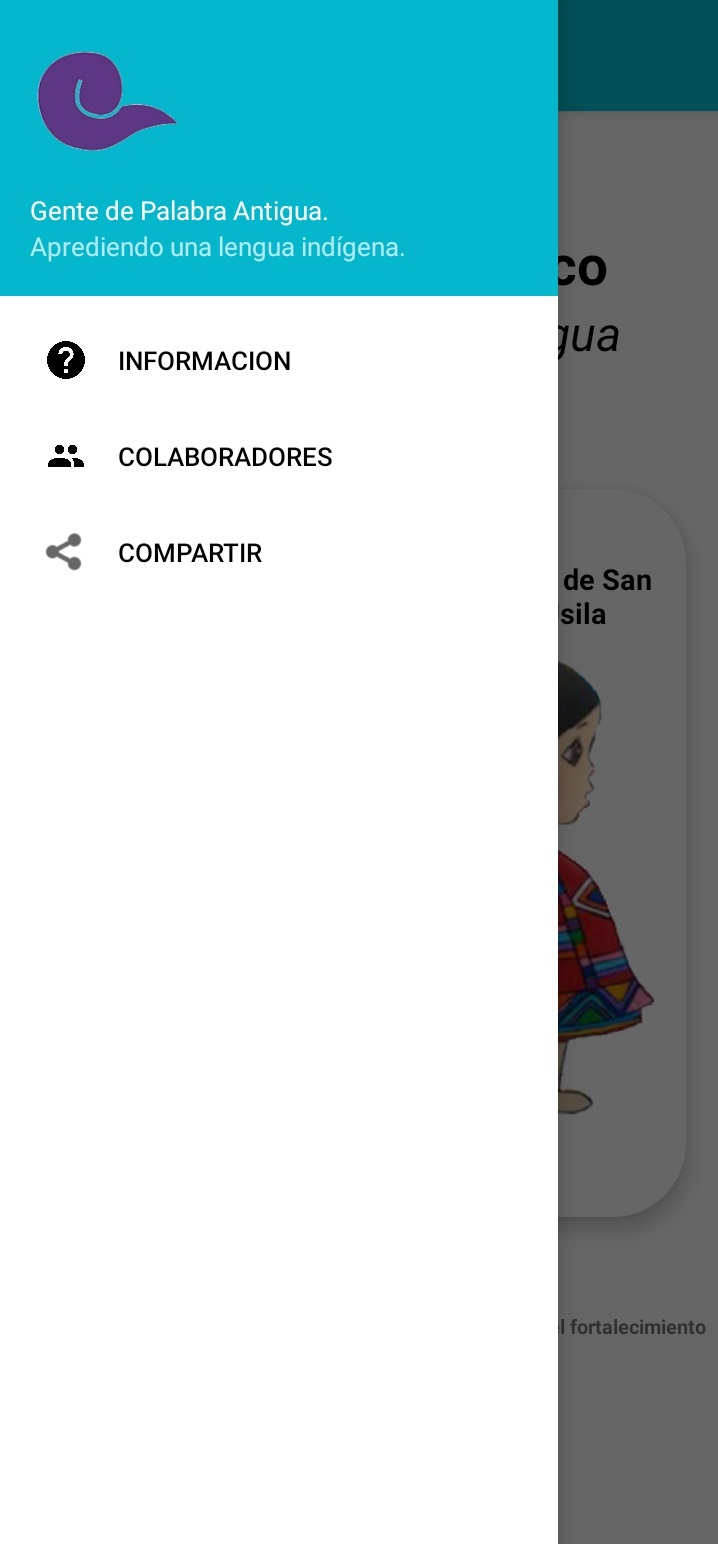 Gente de Palabra Antigua.
Aprediendo una lengua indígena.
INFORMACION
COLABORADORES
COMPARTIR
co
gua
de San
sila
l fortalecimiento